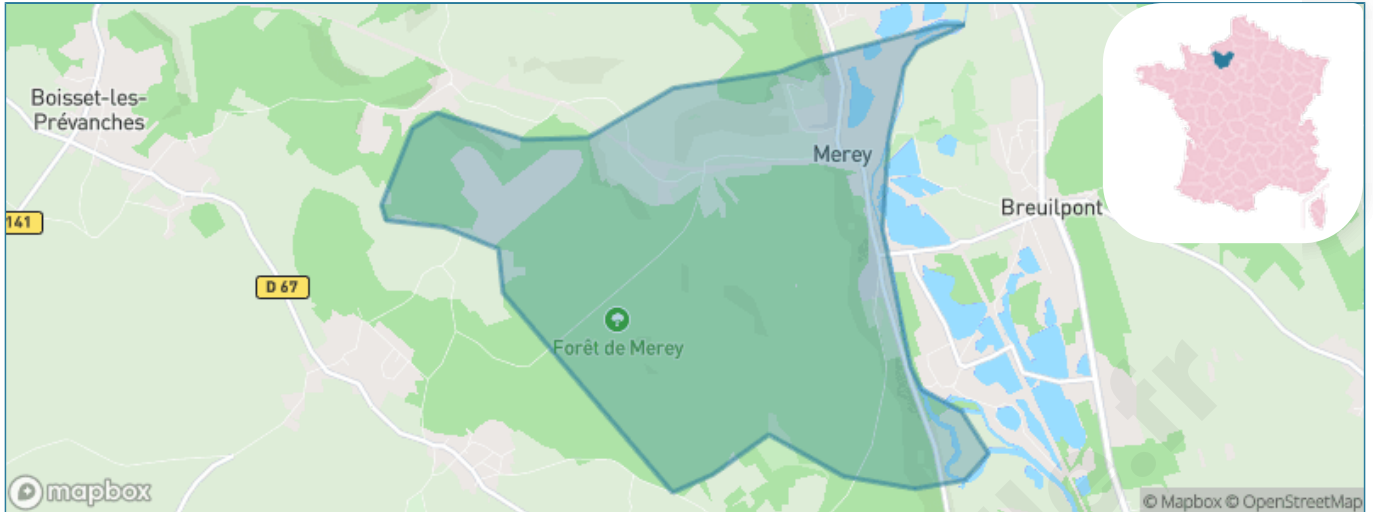 Boisset-les-
Prévanches
141
D 67
Merey
Breuilpont
Forêt de Merey
mapbox
© Mapbox © OpenStreetMap